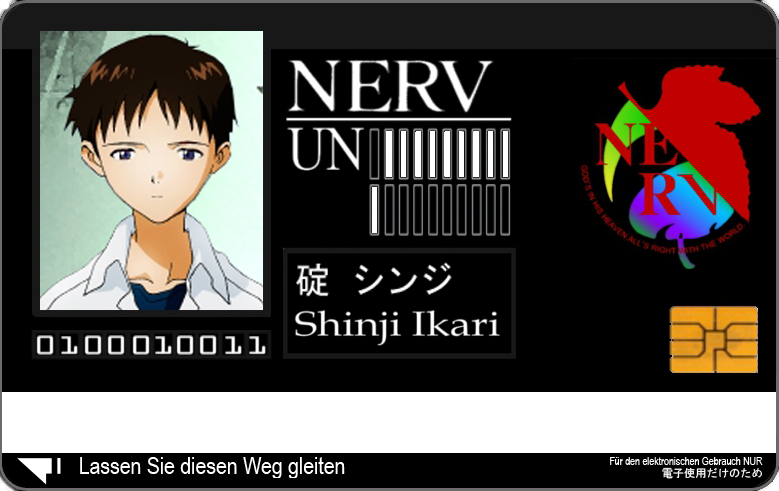 NERV
UN
碇 シンジ
Shinji Ikari
0100010011
NERV
GOD'S IN HIS HEAVEN ALL'S RIGHT WITH THE WORLD
Lassen Sie diesen Weg gleiten
Für den elektronischen Gebrauch NUR
電子使用だけのため